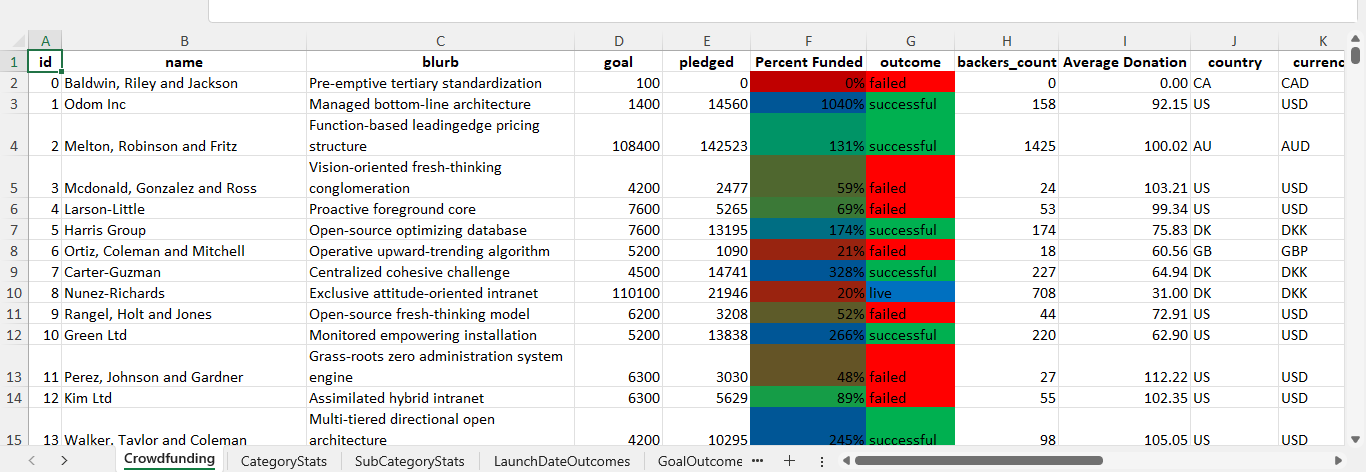 A B C D E F G H I J K
1 id name blurb goal pledged Percent Funded outcome backers_count Average Donation country currenc
2 0 Baldwin, Riley and Jackson Pre-emptive tertiary standardization 100 0 0% failed 0 0.00 CA CAD
3 1 Odom Inc Managed bottom-line architecture 1400 14560 1040% successful 158 92.15 US USD
Function-based leadingedge pricing
4 2 Melton, Robinson and Fritz structure 108400 142523 131% successful 1425 100.02 AU AUD
Vision-oriented fresh-thinking
5 3 Mcdonald, Gonzalez and Ross conglomeration 4200 2477 59% failed 24 103.21 US USD
6 4 Larson-Little Proactive foreground core 7600 5265 69% failed 53 99.34 US USD
7 5 Harris Group Open-source optimizing database 7600 13195 174% successful 174 75.83 DK DKK
8 6 Ortiz, Coleman and Mitchell Operative upward-trending algorithm 5200 1090 21% failed 18 60.56 GB GBP
9 7 Carter-Guzman Centralized cohesive challenge 4500 14741 328% successful 227 64.94 DK DKK
10 8 Nunez-Richards Exclusive attitude-oriented intranet 110100 21946 20% live 708 31.00 DK DKK
11 9 Rangel, Holt and Jones Open-source fresh-thinking model 6200 3208 52% failed 44 72.91 US USD
12 10 Green Ltd Monitored empowering installation 5200 13838 266% successful 220 62.90 US USD
Grass-roots zero administration system
13 11 Perez, Johnson and Gardner engine 6300 3030 48% failed 27 112.22 US USD
14 12 Kim Ltd Assimilated hybrid intranet 6300 5629 89% failed 55 102.35 US USD
Multi-tiered directional open
15 13 Walker, Taylor and Coleman architecture 4200 10295 245% successful 98 105.05 US USD
Crowdfunding CategoryStats SubCategoryStats LaunchDateOutcomes GoalOutcome